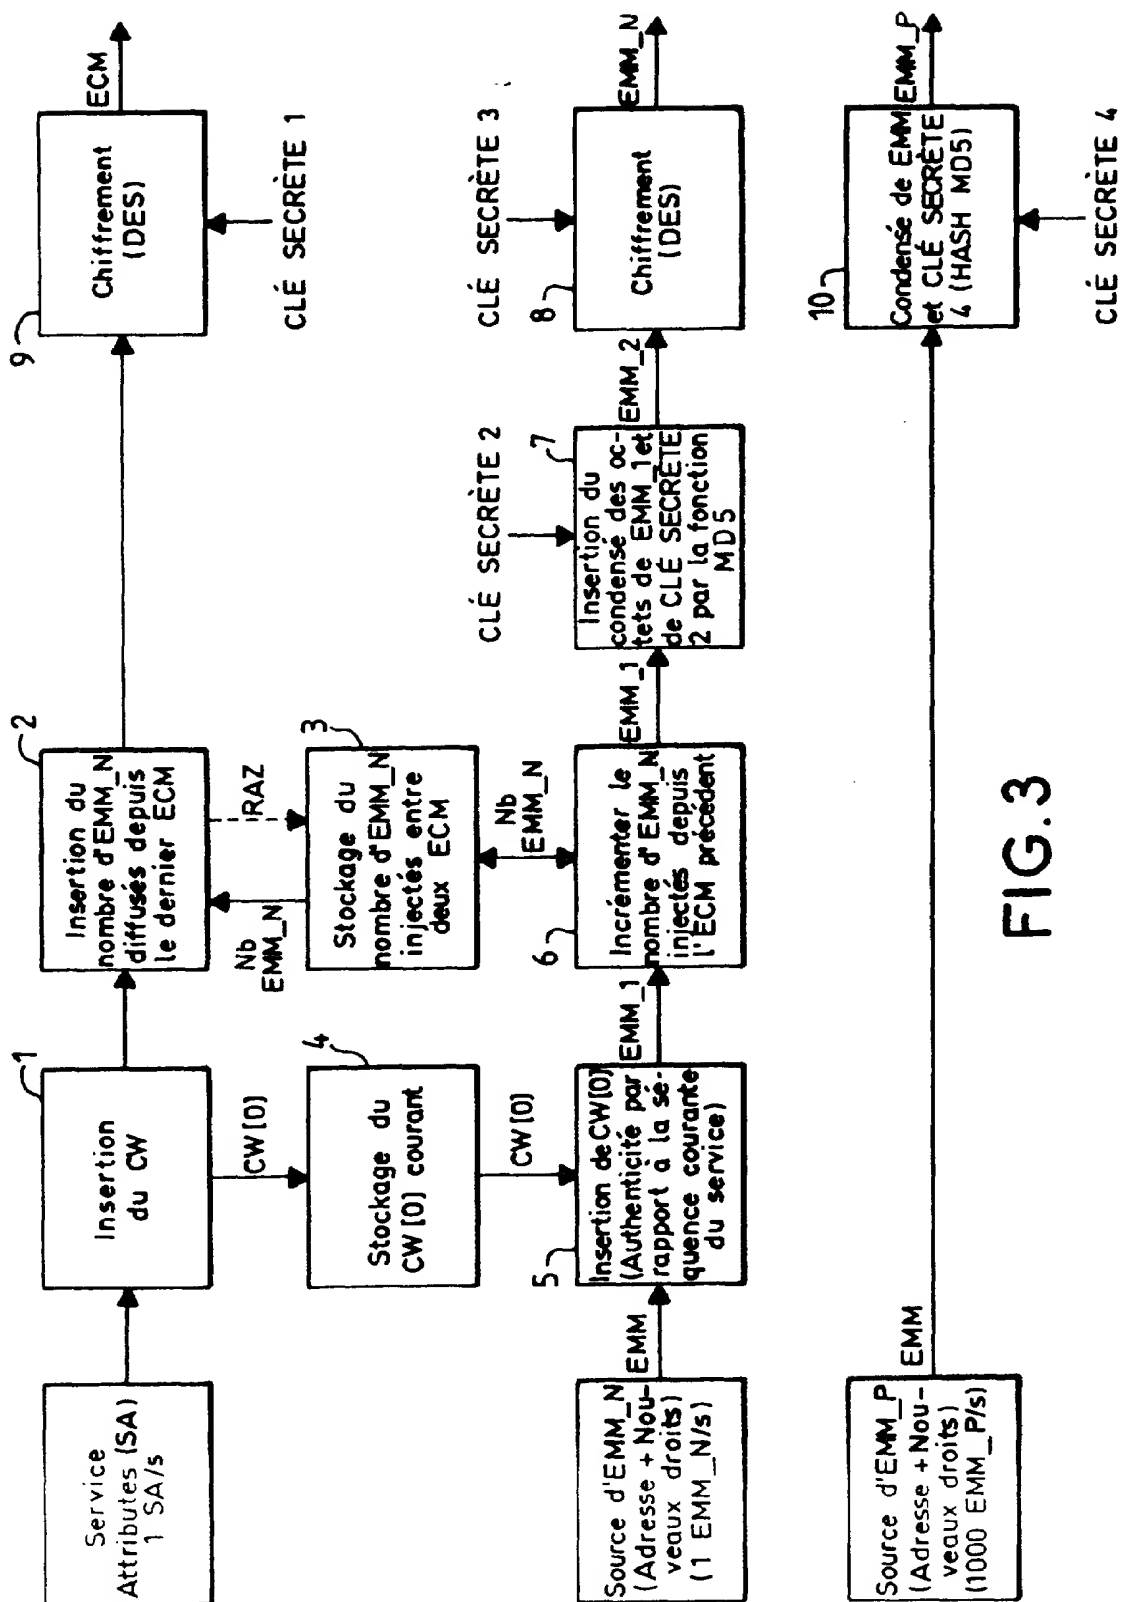 Service
Attributes (SA)
1 SA/s
1
Insertion
du CW
2
Insertion du
nombre d'EMM_N
diffusés depuis
le dernier ECM
9
Chiffrement
(DES)
ECM
CLÉ SECRÈTE 1
CW[0]
Nb
EMM_N
RAZ
4
Stockage du
CW[0] courant
3
Stockage du
nombre d'EMM_N
injectés entre
deux ECM
CW[0]
Nb
EMM_N
CLÉ SECRÈTE 2
CLÉ SECRÈTE 3
Source d'EMM_N
(Adresse + Nou-
veaux droits)
(1 EMM_N/s)
EMM
5
Insertion de CW[0]
(Authenticité par
rapport à la sé-
quence courante
du service)
EMM_1
6
Incrémenter le
nombre d'EMM_N
injectés depuis
l'ECM précédent
EMM_1
7
Insertion du
condensé des oc-
tets de EMM_1 et
de CLÉ SECRÈTE
2 par la fonction
MD5
EMM_2
8
Chiffrement
(DES)
EMM_N
Source d'EMM_P
(Adresse + Nou-
veaux droits)
(1000 EMM_P/s)
EMM
10
Condensé de EMM
et CLÉ SECRÈTE
4 (HASH MD5)
EMM_P
CLÉ SECRÈTE 4
FIG.3